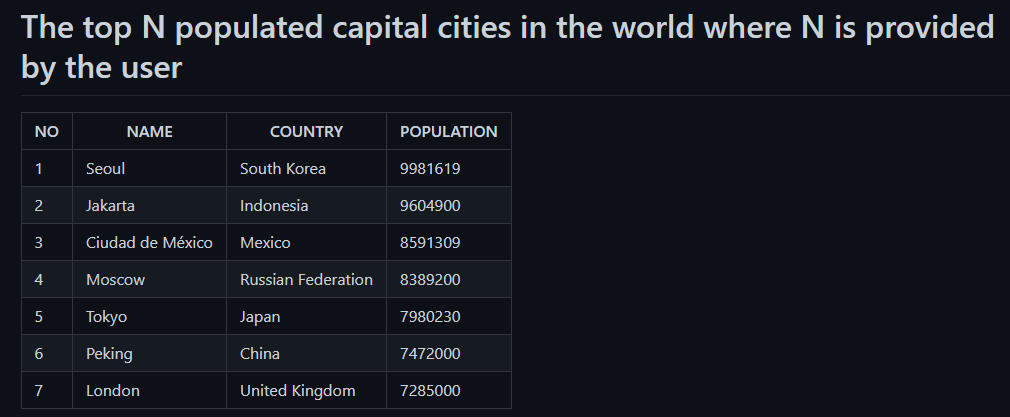 The top N populated capital cities in the world where N is provided
by the user
NO NAME COUNTRY POPULATION
1 Seoul South Korea 9981619
2 Jakarta Indonesia 9604900
3 Ciudad de México Mexico 8591309
4 Moscow Russian Federation 8389200
5 Tokyo Japan 7980230
6 Peking China 7472000
7 London United Kingdom 7285000